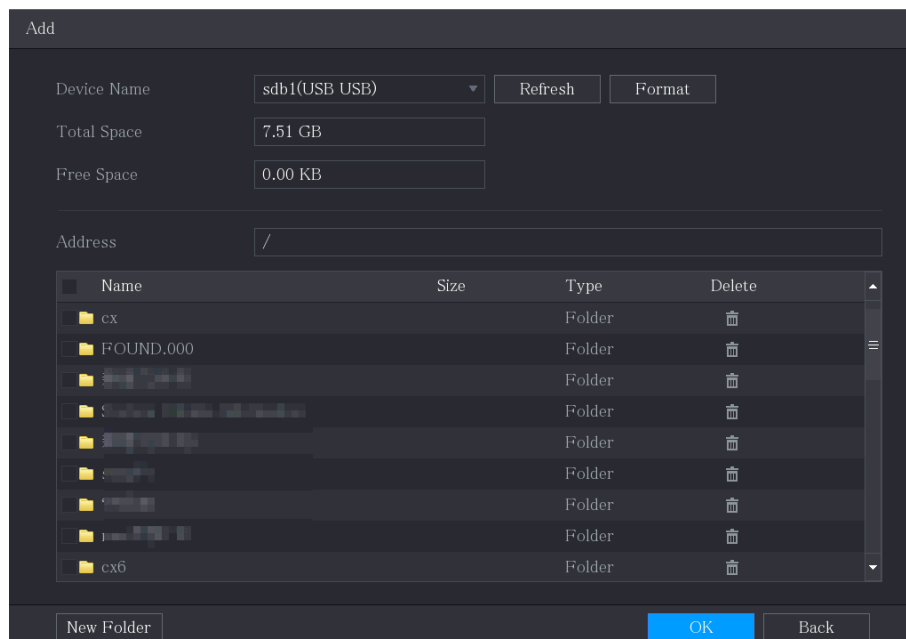 Add
Device Name sdb1(USB USB) Refresh Format
Total Space 7.51 GB
Free Space 0.00 KB
Address /
Name Size Type Delete
cx Folder
FOUND.000 Folder
Folder
Folder
Folder
Folder
Folder
Folder
cx6 Folder
New Folder OK Back